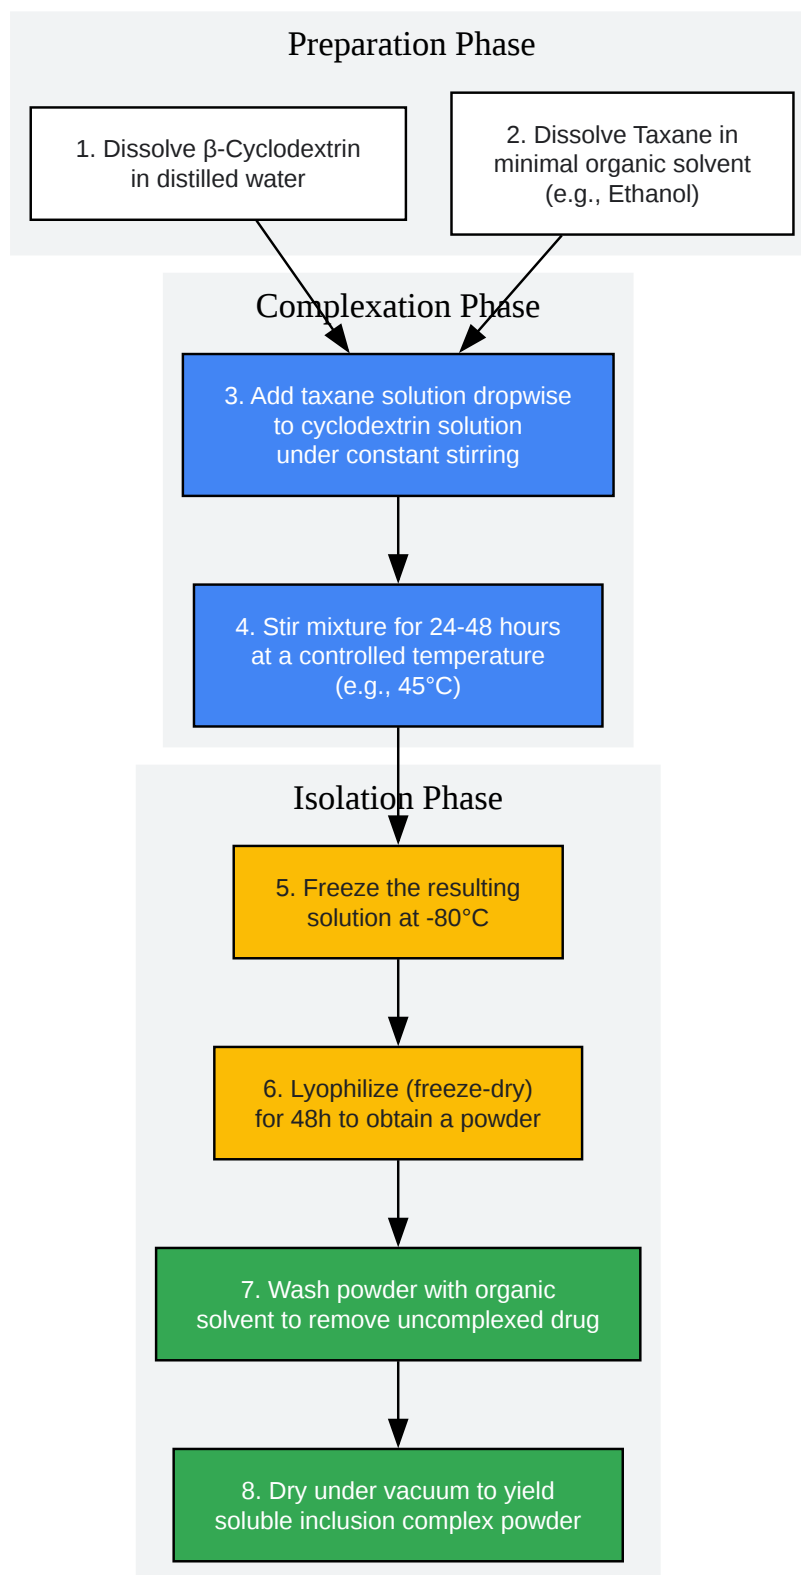 Preparation Phase
1. Dissolve β-Cyclodextrin
in distilled water
2. Dissolve Taxane in
minimal organic solvent
(e.g., Ethanol)
Complexation Phase
3. Add taxane solution dropwise
to cyclodextrin solution
under constant stirring
4. Stir mixture for 24-48 hours
at a controlled temperature
(e.g., 45°C)
Isolation Phase
5. Freeze the resulting
solution at -80°C
6. Lyophilize (freeze-dry)
for 48h to obtain a powder
7. Wash powder with organic
solvent to remove uncomplexed drug
8. Dry under vacuum to yield
soluble inclusion complex powder